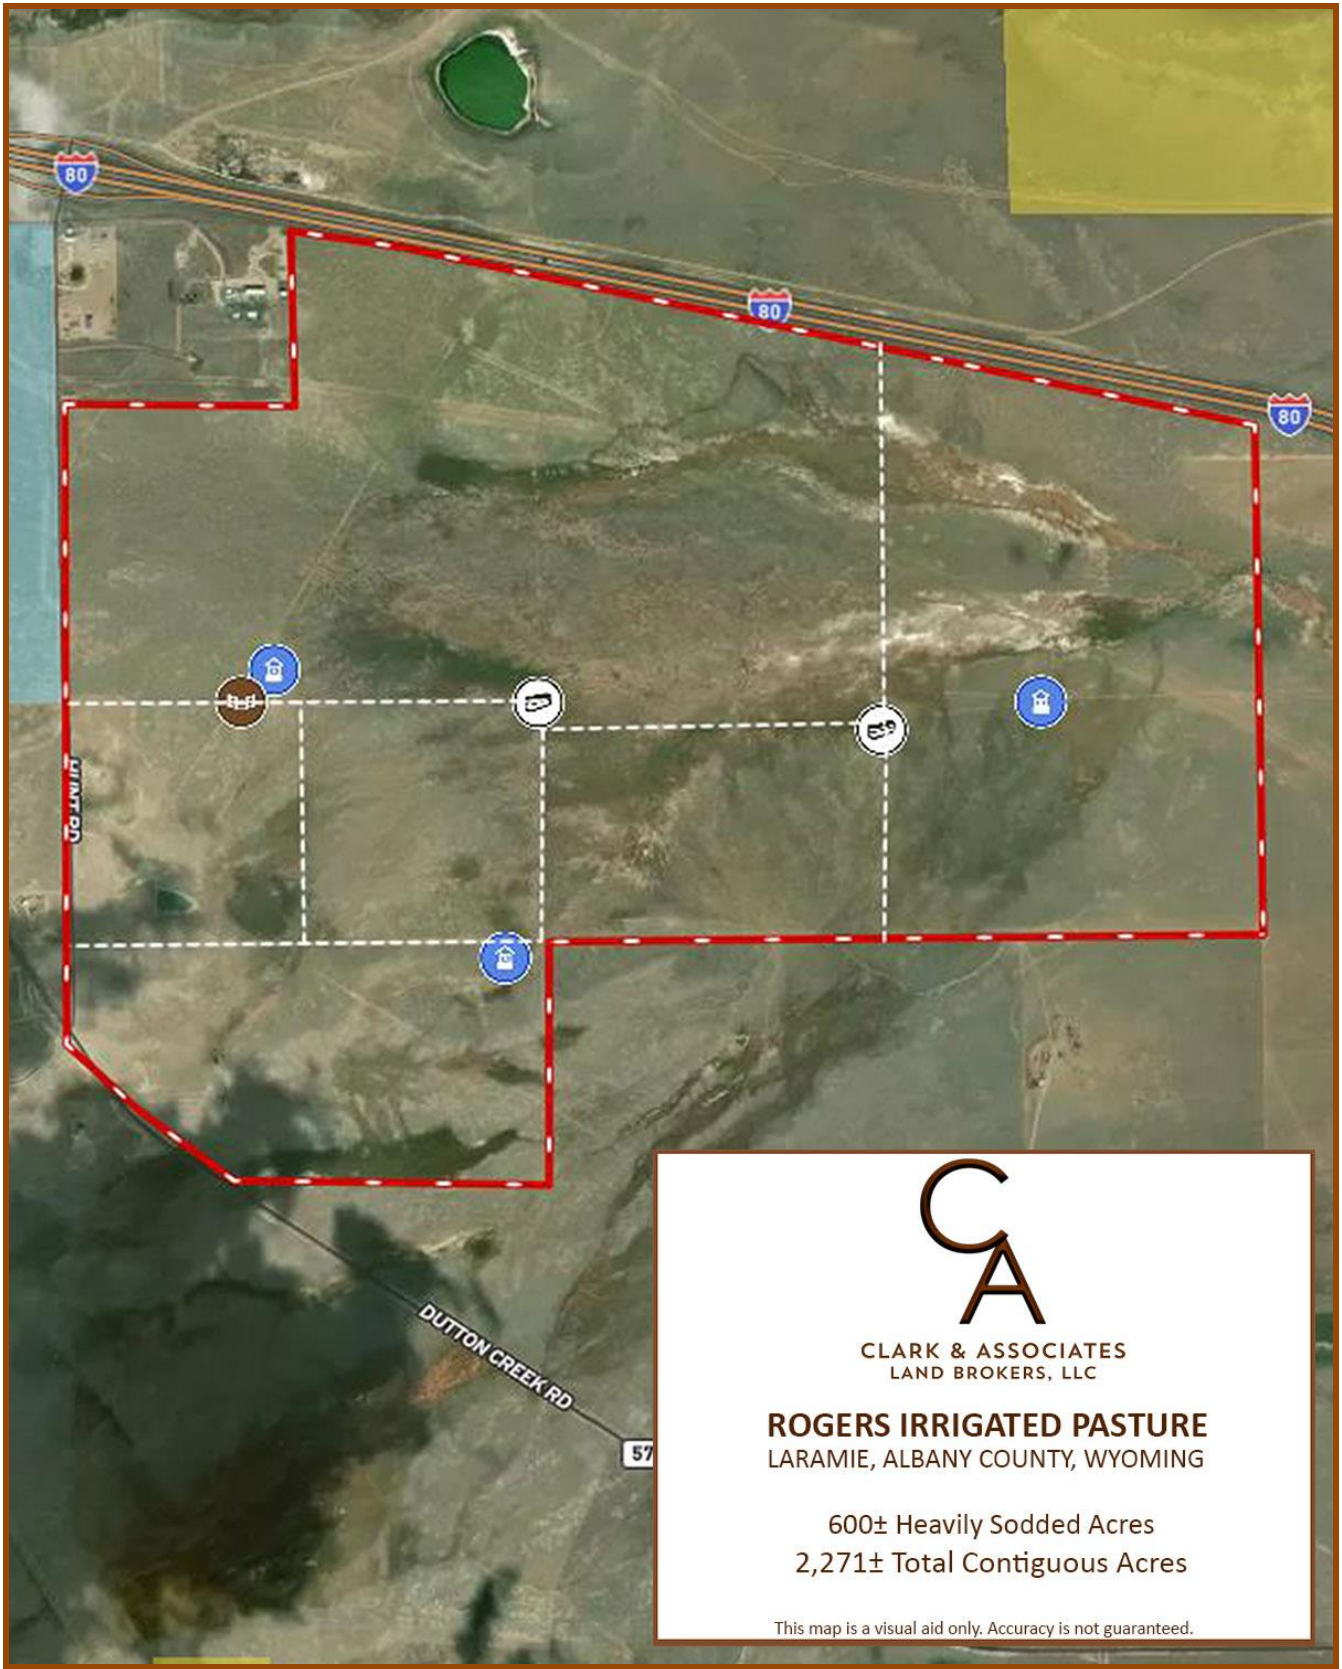 80
80
80
HUNT RD
DUTTON CREEK RD
57
CA
CLARK & ASSOCIATES
LAND BROKERS, LLC
ROGERS IRRIGATED PASTURE
LARAMIE, ALBANY COUNTY, WYOMING
600± Heavily Sodded Acres
2,271± Total Contiguous Acres
This map is a visual aid only. Accuracy is not guaranteed.